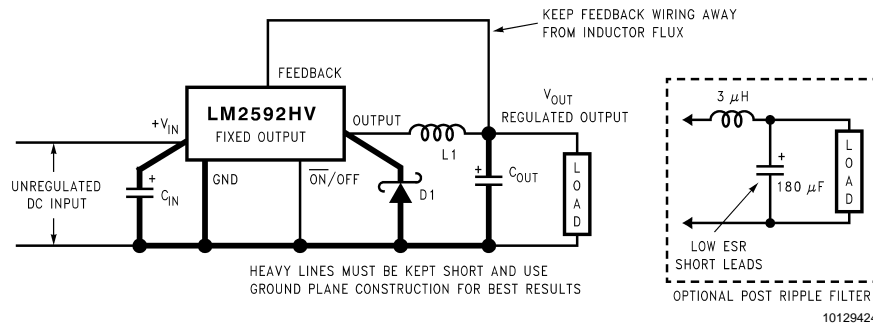 KEEP FEEDBACK WIRING AWAY
FROM INDUCTOR FLUX
FEEDBACK
LM2592HV
FIXED OUTPUT
+VIN
OUTPUT
L1
VOUT
REGULATED OUTPUT
UNREGULATED
DC INPUT
+
CIN
GND
ON/OFF
D1
+
COUT
LOAD
HEAVY LINES MUST BE KEPT SHORT AND USE
GROUND PLANE CONSTRUCTION FOR BEST RESULTS
3 μH
+
180 μF
LOAD
LOW ESR
SHORT LEADS
OPTIONAL POST RIPPLE FILTER
10129424